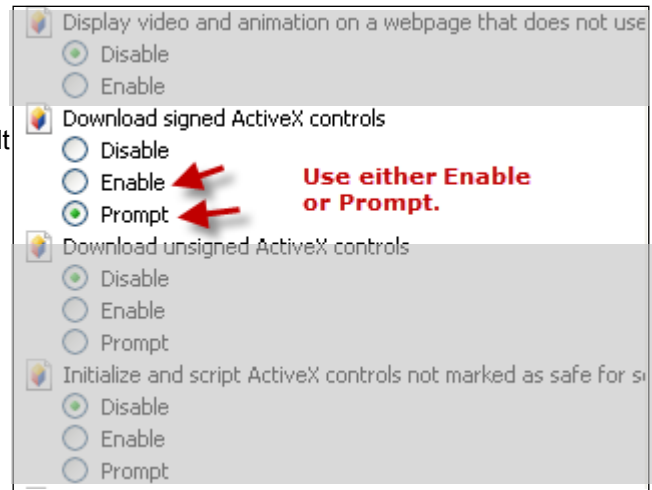 Display video and animation on a webpage that does not use
Disable
Enable
Download signed ActiveX controls
lt
Disable
Enable
Use either Enable
or Prompt.
Prompt
Download unsigned ActiveX controls
Disable
Enable
Prompt
Initialize and script ActiveX controls not marked as safe for
Disable
Enable
Prompt